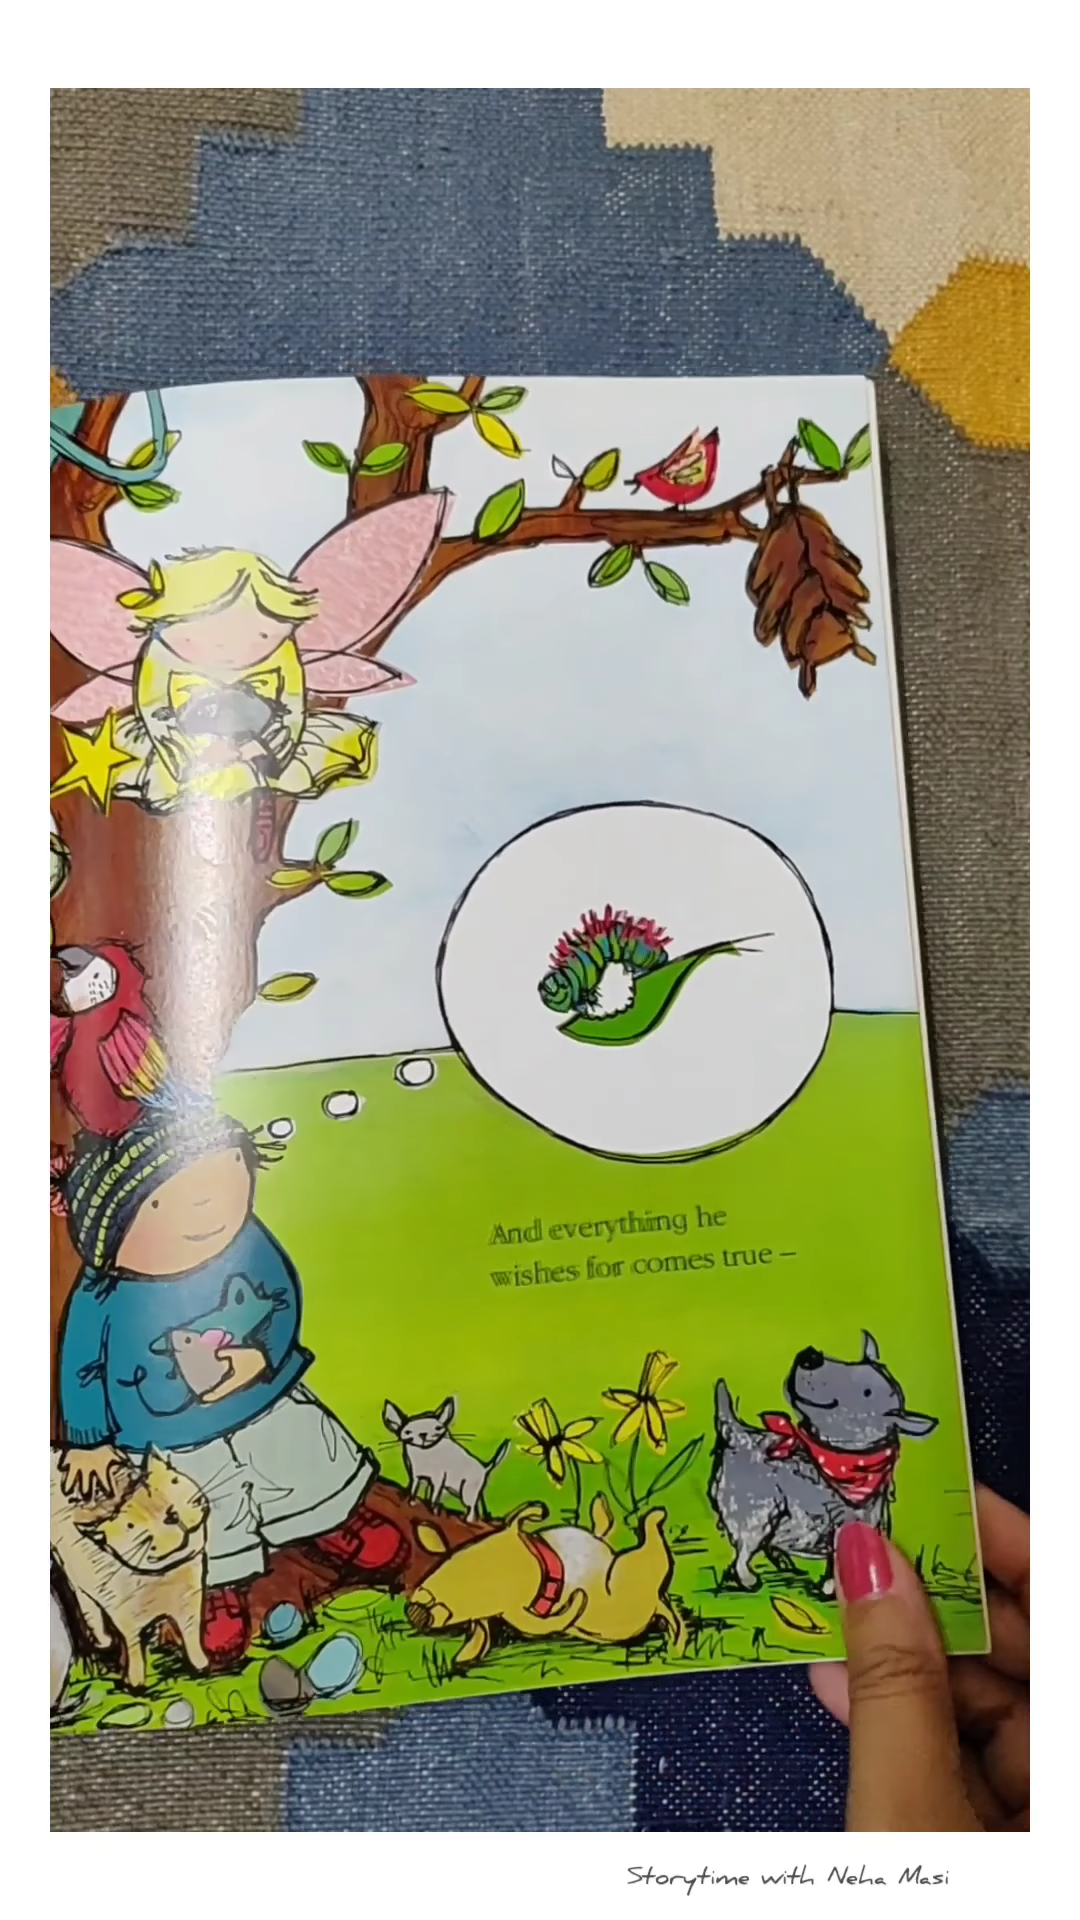 And everything he
wishes for comes true –
Storytime with Neha Masi